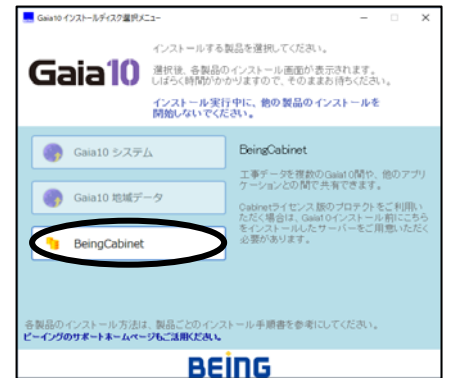 Gaia10 インストールディスク選択メニュー
Gaia10
インストールする製品を選択してください。
選択後、各製品のインストール画面が表示されます。
しばらく時間がかかりますので、そのままお待ちください。
インストール実行中に、他の製品のインストールを
開始しないでください。
Gaia10 システム
Gaia10 地域データ
BeingCabinet
BeingCabinet
工事データを複数のGaia10間や、他のアプリ
ケーションとの間で共有できます。
Cabinetライセンス版のプロテクトをご利用い
ただく場合は、Gaia10インストール前にこちら
をインストールしたサーバーをご用意いただく
必要があります。
各製品のインストール方法は、製品ごとのインストール手順書を参考にしてください。
ビーイングのサポートホームページもご活用ください。
BEING